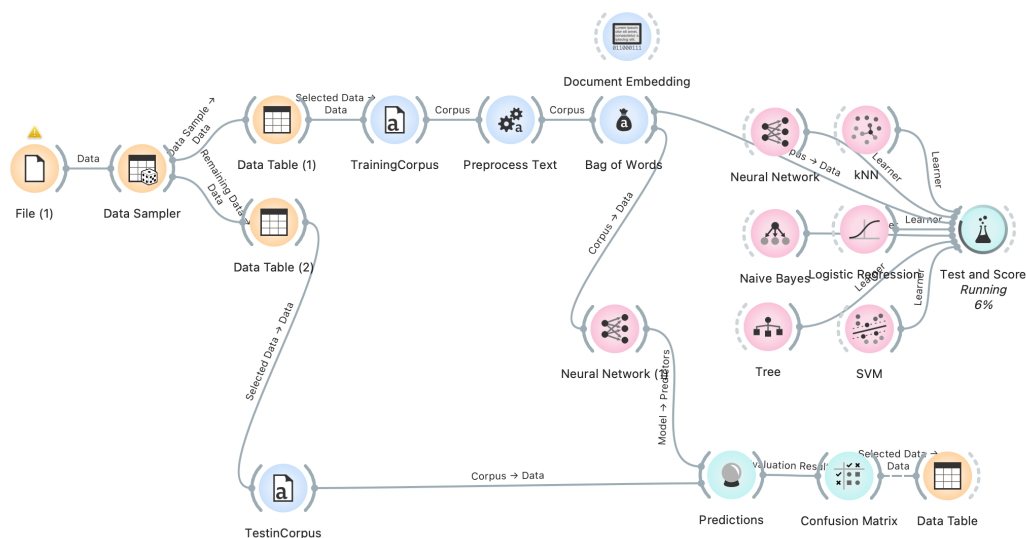 Document Embedding
Data Sample →
Data
Selected Data →
Data
Corpus
Corpus
Data
File (1)
Data Sampler
Data Table (1)
TrainingCorpus
Preprocess Text
Bag of Words
Remaining Data →
Data
Data Table (2)
Neural Network
→ Data
kNN
Learner
Learner
Corpus → Data
Learner
Naive Bayes
Logistic Regression
Learner
Learner
Test and Score
Running
6%
Tree
SVM
Selected Data → Data
Neural Network (1)
Model → Predictors
Corpus → Data
Selected Data →
Data
TestinCorpus
Predictions
Confusion Matrix
Data Table